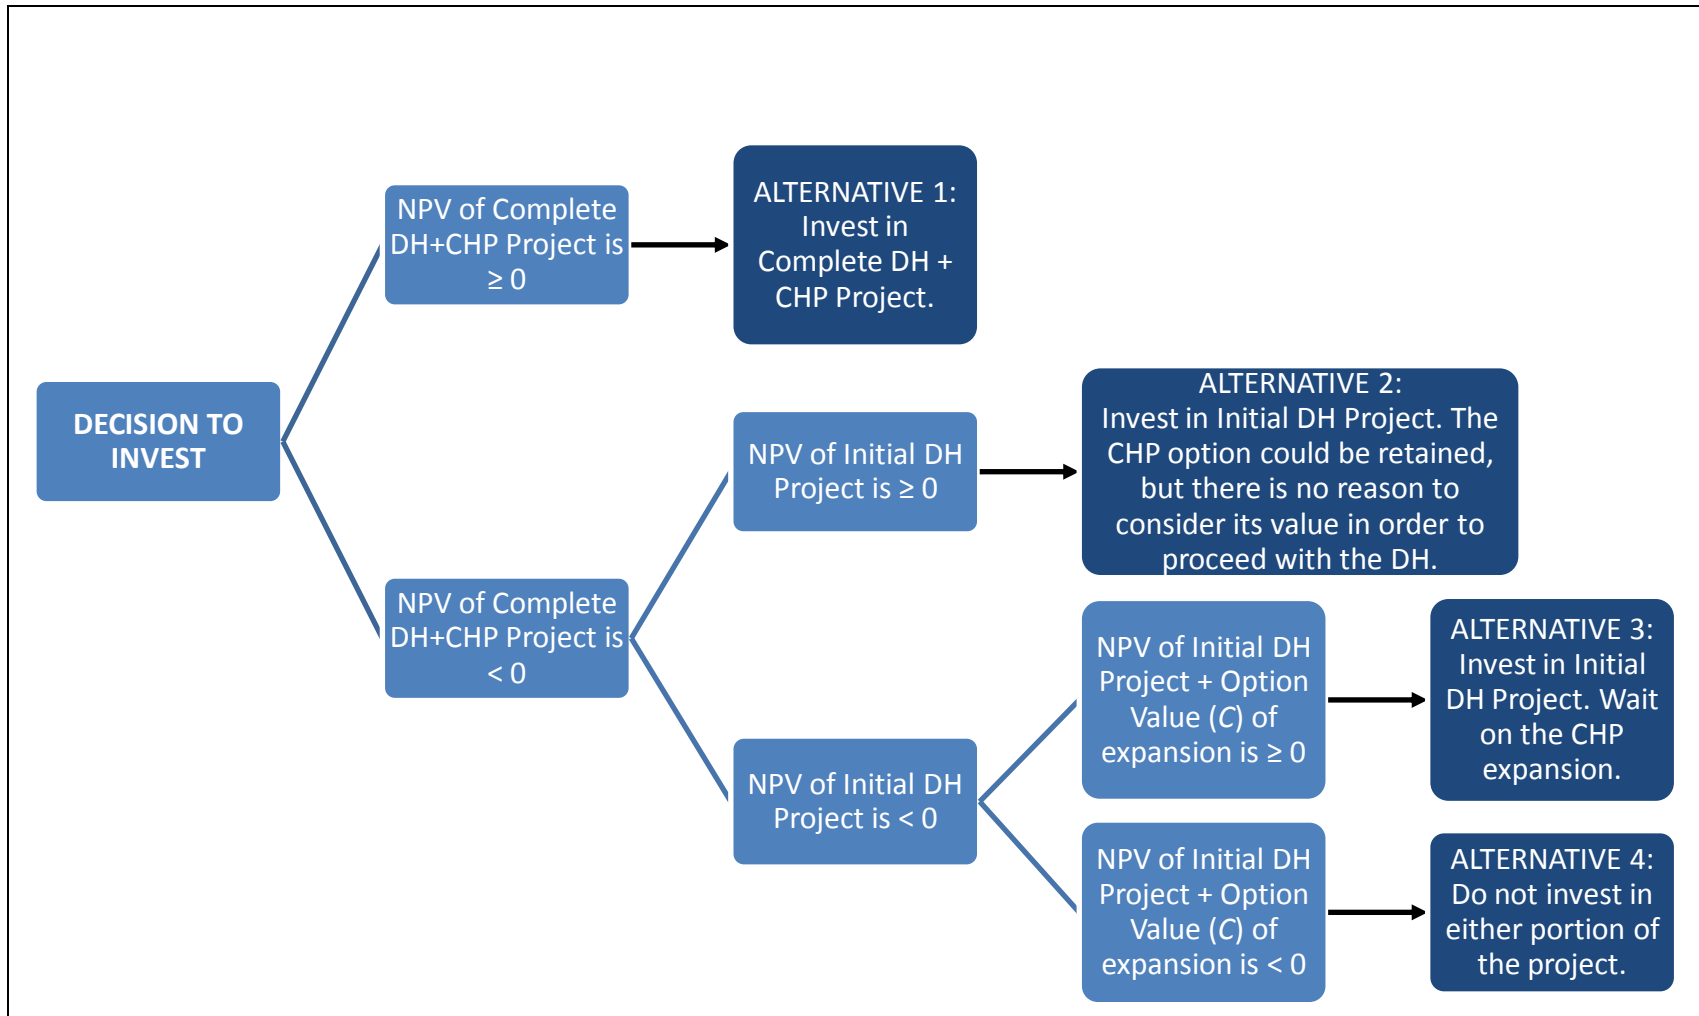 DECISION TO
INVEST
NPV of Complete
DH+CHP Project is
≥ 0
ALTERNATIVE 1:
Invest in
Complete DH +
CHP Project.
NPV of Complete
DH+CHP Project is
< 0
NPV of Initial DH
Project is ≥ 0
ALTERNATIVE 2:
Invest in Initial DH Project. The
CHP option could be retained,
but there is no reason to
consider its value in order to
proceed with the DH.
NPV of Initial DH
Project is < 0
NPV of Initial DH
Project + Option
Value (C) of
expansion is ≥ 0
ALTERNATIVE 3:
Invest in Initial
DH Project. Wait
on the CHP
expansion.
NPV of Initial DH
Project + Option
Value (C) of
expansion is < 0
ALTERNATIVE 4:
Do not invest in
either portion of
the project.